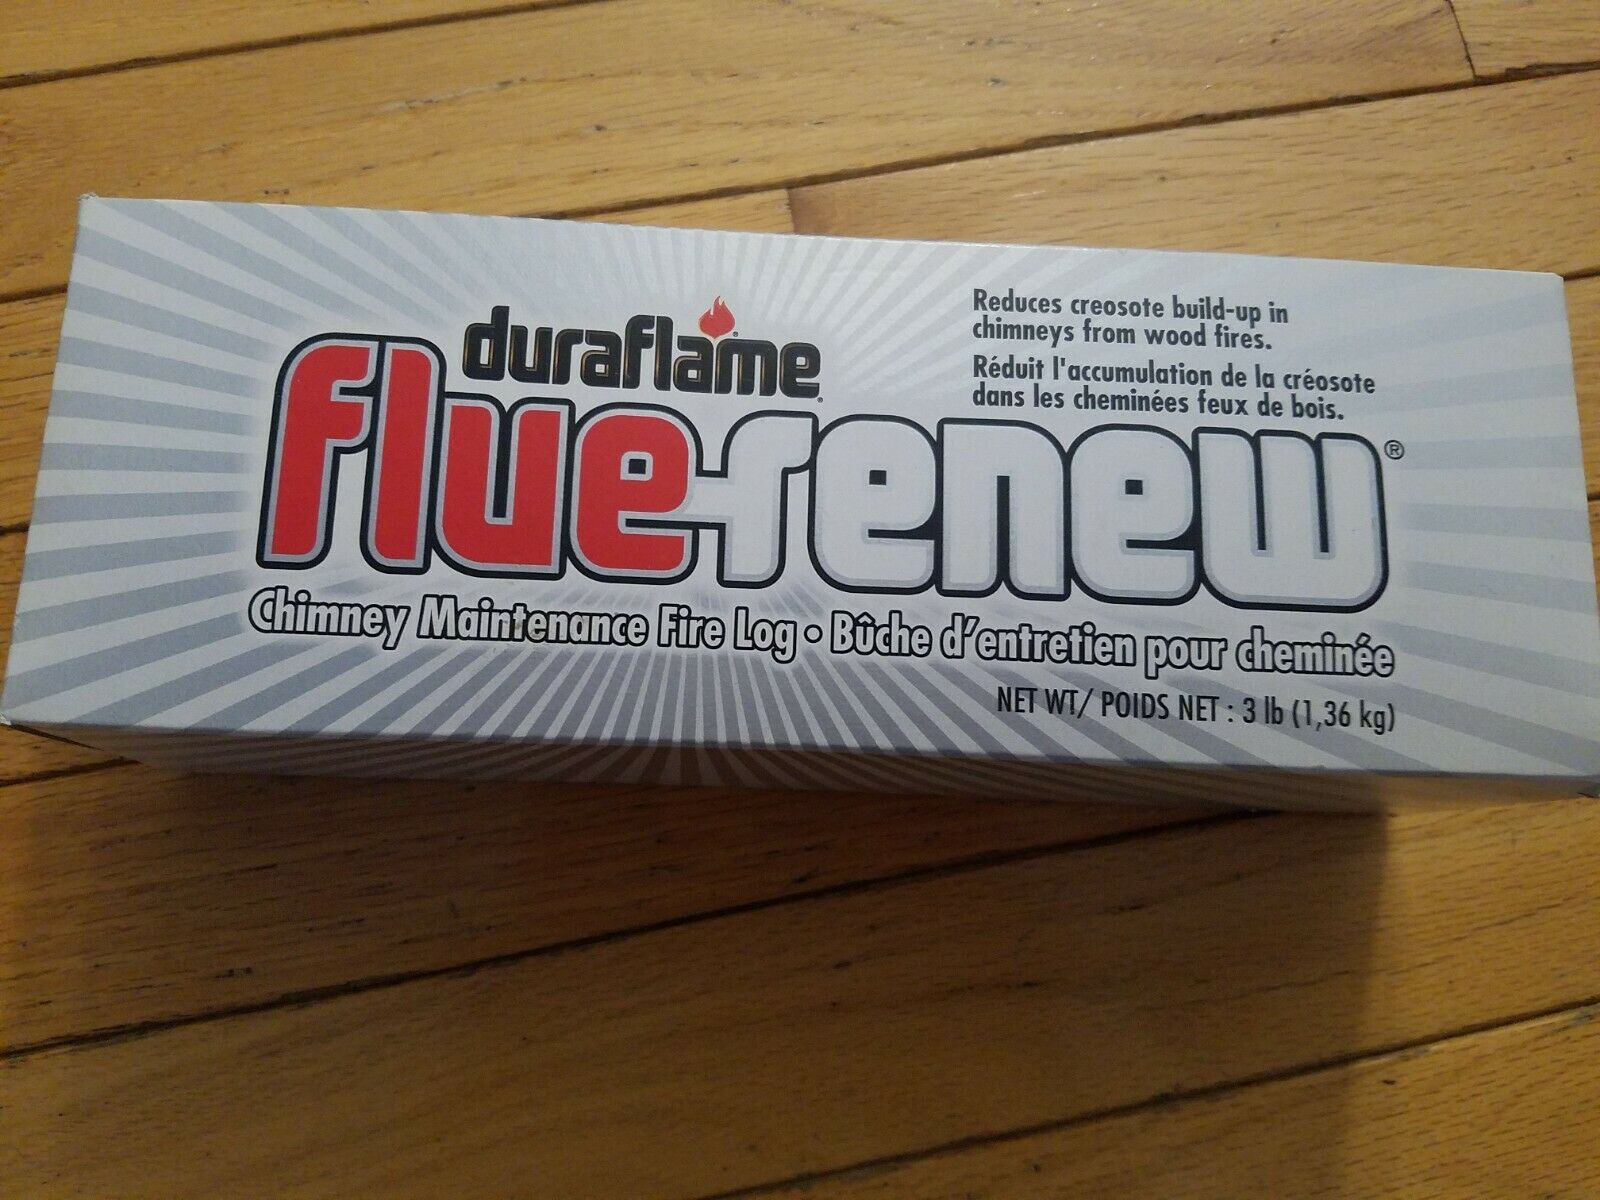 duraflame
Reduces creosote build-up in
chimneys from wood fires.
Réduit l'accumulation de la créosote
dans les cheminées feux de bois.
flue-renew®
Chimney Maintenance Fire Log • Bûche d'entretien pour cheminée
NET WT/ POIDS NET : 3 lb (1,36 kg)